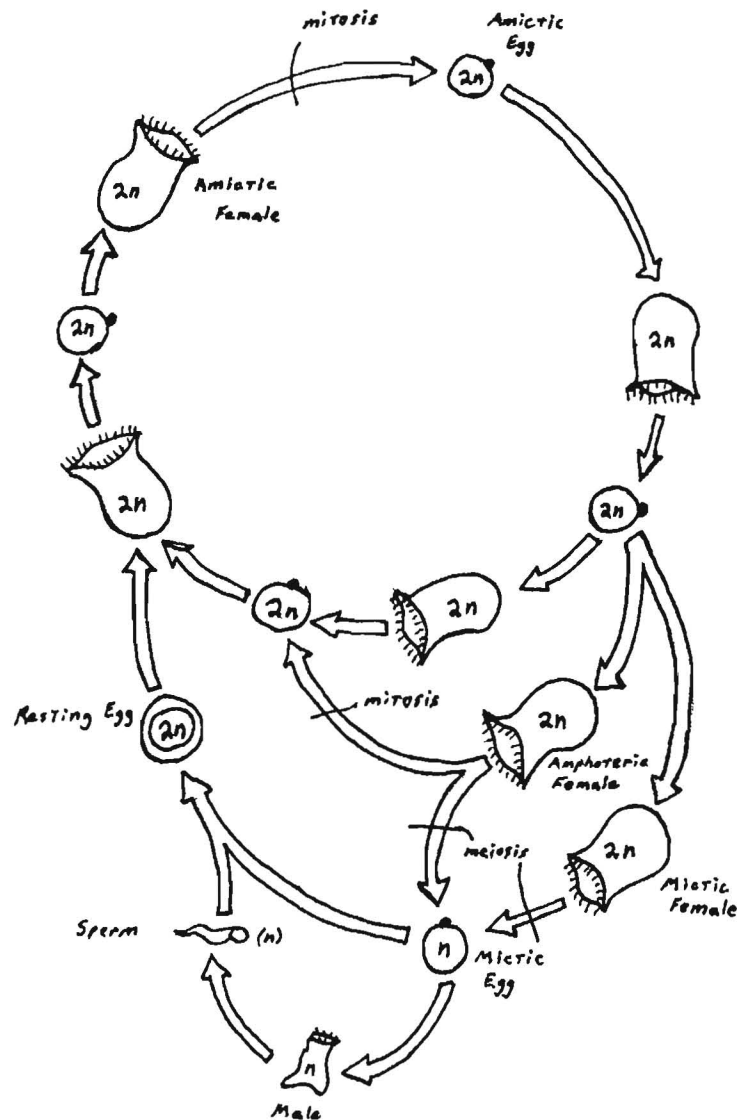 mitosis
Amictic
Egg
2n
2n
Amictic
Female
2n
2n
2n
2n
2n
2n
mitosis
Resting Egg
2n
2n
Amphoteric
Female
meiosis
2n
Mictic
Female
Sperm
(n)
n
Mictic
Egg
n
Male